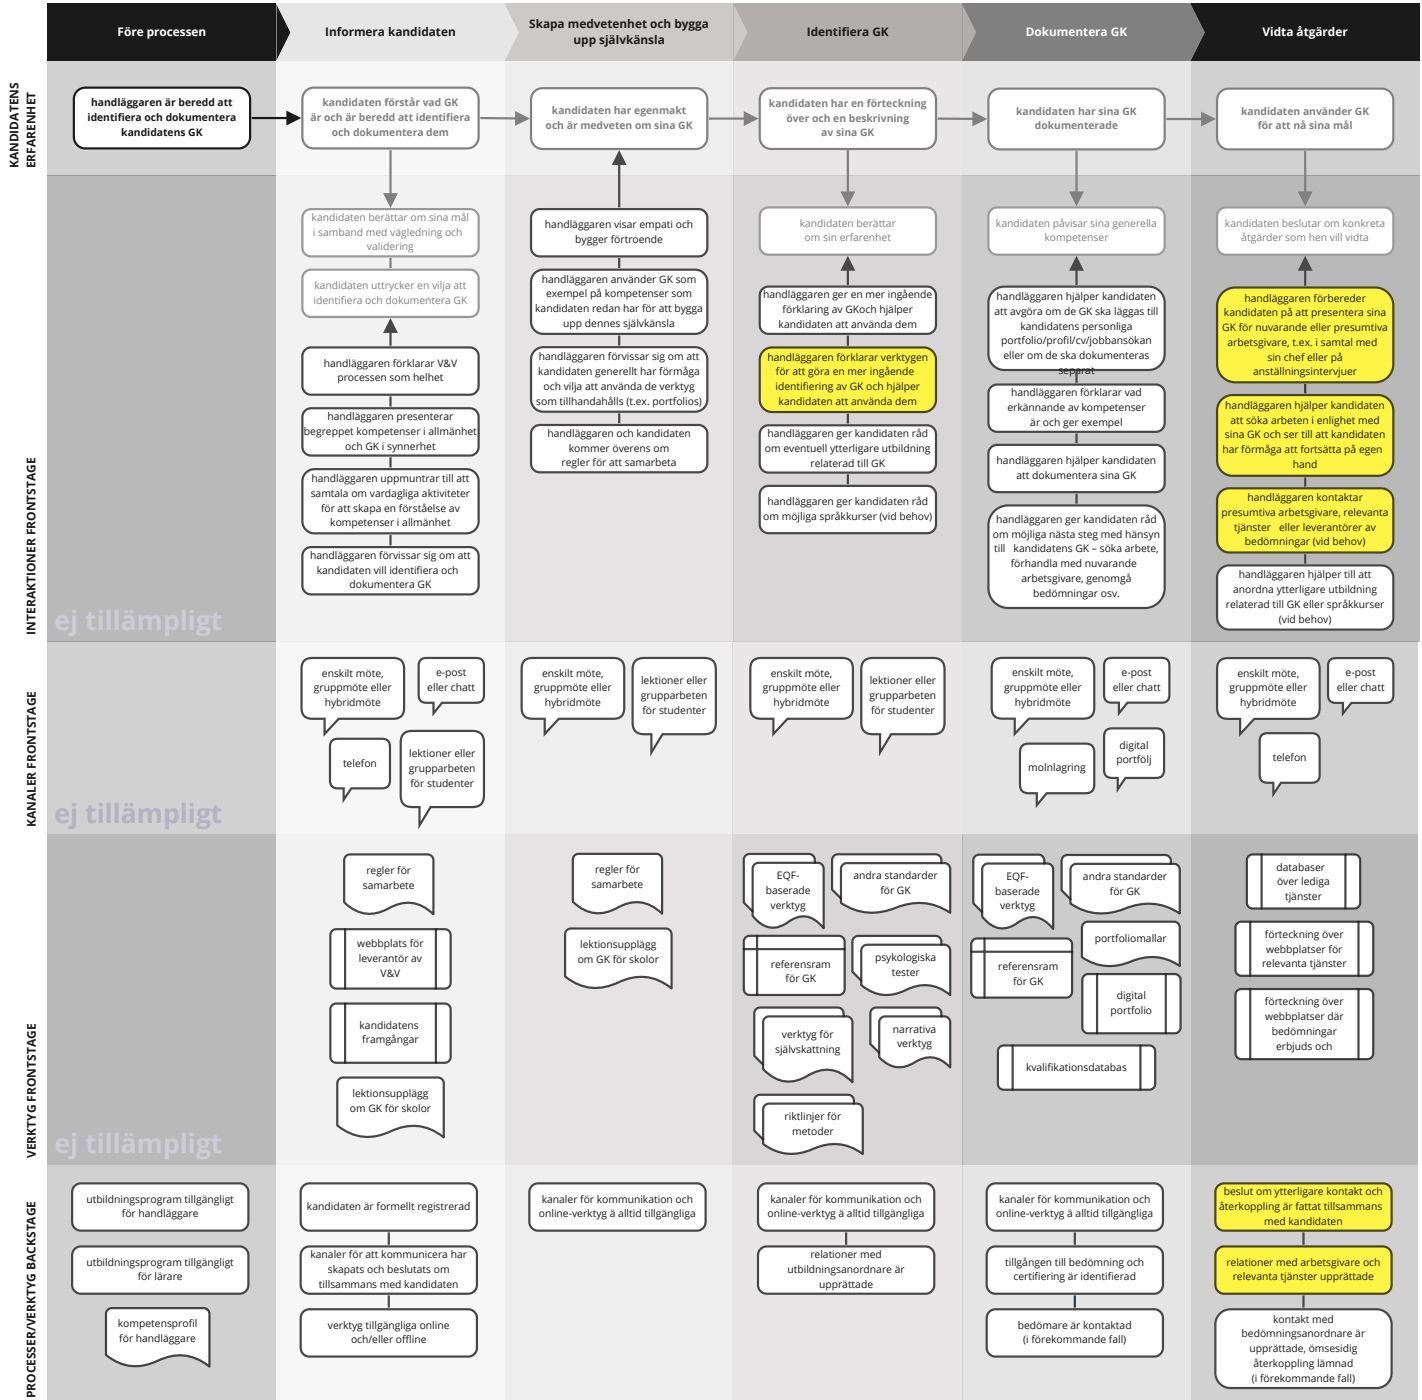 Före processen
Informera kandidaten
Skapa medvetenhet och bygga
upp självkänsla
Identifiera GK
Dokumentera GK
Vidta åtgärder
KANDIDATENS
ERFARENHET
handläggaren är beredd att
identifiera och dokumentera
kandidatens GK
kandidaten förstår vad GK
är och är beredd att identifiera
och dokumentera dem
kandidaten har egenmakt
och är medveten om sina GK
kandidaten har en förteckning
över och en beskrivning
av sina GK
kandidaten har sina GK
dokumenterade
kandidaten använder GK
för att nå sina mål
INTERAKTIONER FRONTSTAGE
ej tillämpligt
kandidaten berättar om sina mål
i samband med vägledning och
validering
kandidaten uttrycker en vilja att
identifiera och dokumentera GK
handläggaren förklarar V&V
processen som helhet
handläggaren presenterar
begreppet kompetenser i allmänhet
och GK i synnerhet
handläggaren uppmuntrar till att
samtala om vardagliga aktiviteter
för att skapa en förståelse av
kompetenser i allmänhet
handläggaren förvissar sig om att
kandidaten vill identifiera och
dokumentera GK
handläggaren visar empati och
bygger förtroende
handläggaren använder GK som
exempel på kompetenser som
kandidaten redan har för att bygga
upp dennes självkänsla
handläggaren förvissar sig om att
kandidaten generellt har förmåga
och vilja att använda de verktyg
som tillhandahålls (t.ex. portfolios)
handläggaren och kandidaten
kommer överens om
regler för att samarbeta
kandidaten berättar
om sin erfarenhet
handläggaren ger en mer ingående
förklaring av GKoch hjälper
kandidaten att använda dem
handläggaren förklarar verktygen
för att göra en mer ingående
identifiering av GK och hjälper
kandidaten att använda dem
handläggaren ger kandidaten råd
om eventuell ytterligare utbildning
relaterad till GK
handläggaren ger kandidaten råd
om möjliga språkkurser (vid behov)
kandidaten påvisar sina generella
kompetenser
handläggaren hjälper kandidaten
att avgöra om de GK ska läggas till
kandidatens personliga
portfolio/profil/cv/jobbansökan
eller om de ska dokumenteras
separat
handläggaren förklarar vad
erkännande av kompetenser
är och ger exempel
handläggaren hjälper kandidaten
att dokumentera sina GK
handläggaren ger kandidaten råd
om möjliga nästa steg med hänsyn
till kandidatens GK – söka arbete,
förhandla med nuvarande
arbetsgivare, genomgå
bedömningar osv.
kandidaten beslutar om konkreta
åtgärder som hen vill vidta
handläggaren förbereder
kandidaten på att presentera sina
GK för nuvarande eller presumtiva
arbetsgivare, t.ex. i samtal med
sin chef eller på
anställningsintervjuer
handläggaren hjälper kandidaten
att söka arbeten i enlighet med
sina GK och ser till att kandidaten
har förmåga att fortsätta på egen
hand
handläggaren kontaktar
presumtiva arbetsgivare, relevanta
tjänster eller leverantörer av
bedömningar (vid behov)
handläggaren hjälper till att
anordna ytterligare utbildning
relaterad till GK eller språkkurser
(vid behov)
KANALER FRONTSTAGE
ej tillämpligt
enskilt möte,
gruppmöte eller
hybridmöte
e-post
eller chatt
telefon
lektioner eller
grupparbeten
för studenter
enskilt möte,
gruppmöte eller
hybridmöte
lektioner eller
grupparbeten
för studenter
enskilt möte,
gruppmöte eller
hybridmöte
lektioner eller
grupparbeten
för studenter
enskilt möte,
gruppmöte eller
hybridmöte
e-post
eller chatt
molnlagring
digital
portfölj
enskilt möte,
gruppmöte eller
hybridmöte
e-post
eller chatt
telefon
VERKTYG FRONTSTAGE
ej tillämpligt
regler för
samarbete
webbplats för
leverantör av
V&V
kandidatens
framgångar
lektionsupplägg
om GK för skolor
regler för
samarbete
lektionsupplägg
om GK för skolor
EQF-
baserade
verktyg
andra standarder
för GK
referensram
för GK
psykologiska
tester
verktyg för
självskattning
narrativa
verktyg
riktlinjer för
metoder
EQF-
baserade
verktyg
andra standarder
för GK
referensram
för GK
portfoliomallar
digital
portfolio
kvalifikationsdatabas
databaser
över lediga
tjänster
förteckning över
webbplatser för
relevanta tjänster
förteckning över
webbplatser där
bedömningar
erbjuds och
PROCESSER/VERKTYG BACKSTAGE
utbildningsprogram tillgängligt
för handläggare
utbildningsprogram tillgängligt
för lärare
kompetensprofil
för handläggare
kandidaten är formellt registrerad
kanaler för att kommunicera har
skapats och beslutats om
tillsammans med kandidaten
verktyg tillgängliga online
och/eller offline
kanaler för kommunikation och
online-verktyg ä alltid tillgängliga
kanaler för kommunikation och
online-verktyg ä alltid tillgängliga
relationer med
utbildningsanordnare är
upprättade
kanaler för kommunikation och
online-verktyg ä alltid tillgängliga
tillgången till bedömning och
certifiering är identifierad
bedömare är kontaktad
(i förekommande fall)
beslut om ytterligare kontakt och
återkoppling är fattat tillsammans
med kandidaten
relationer med arbetsgivare och
relevanta tjänster upprättade
kontakt med
bedömningsanordnare är
upprättade, ömsesidig
återkoppling lämnad
(i förekommande fall)